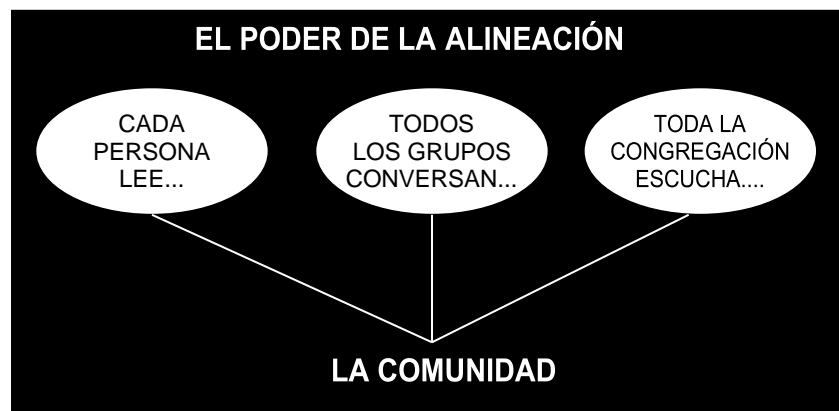 EL PODER DE LA ALINEACIÓN
CADA
PERSONA
LEE...
TODOS
LOS GRUPOS
CONVERSAN...
TODA LA
CONGREGACIÓN
ESCUCHA....
LA COMUNIDAD